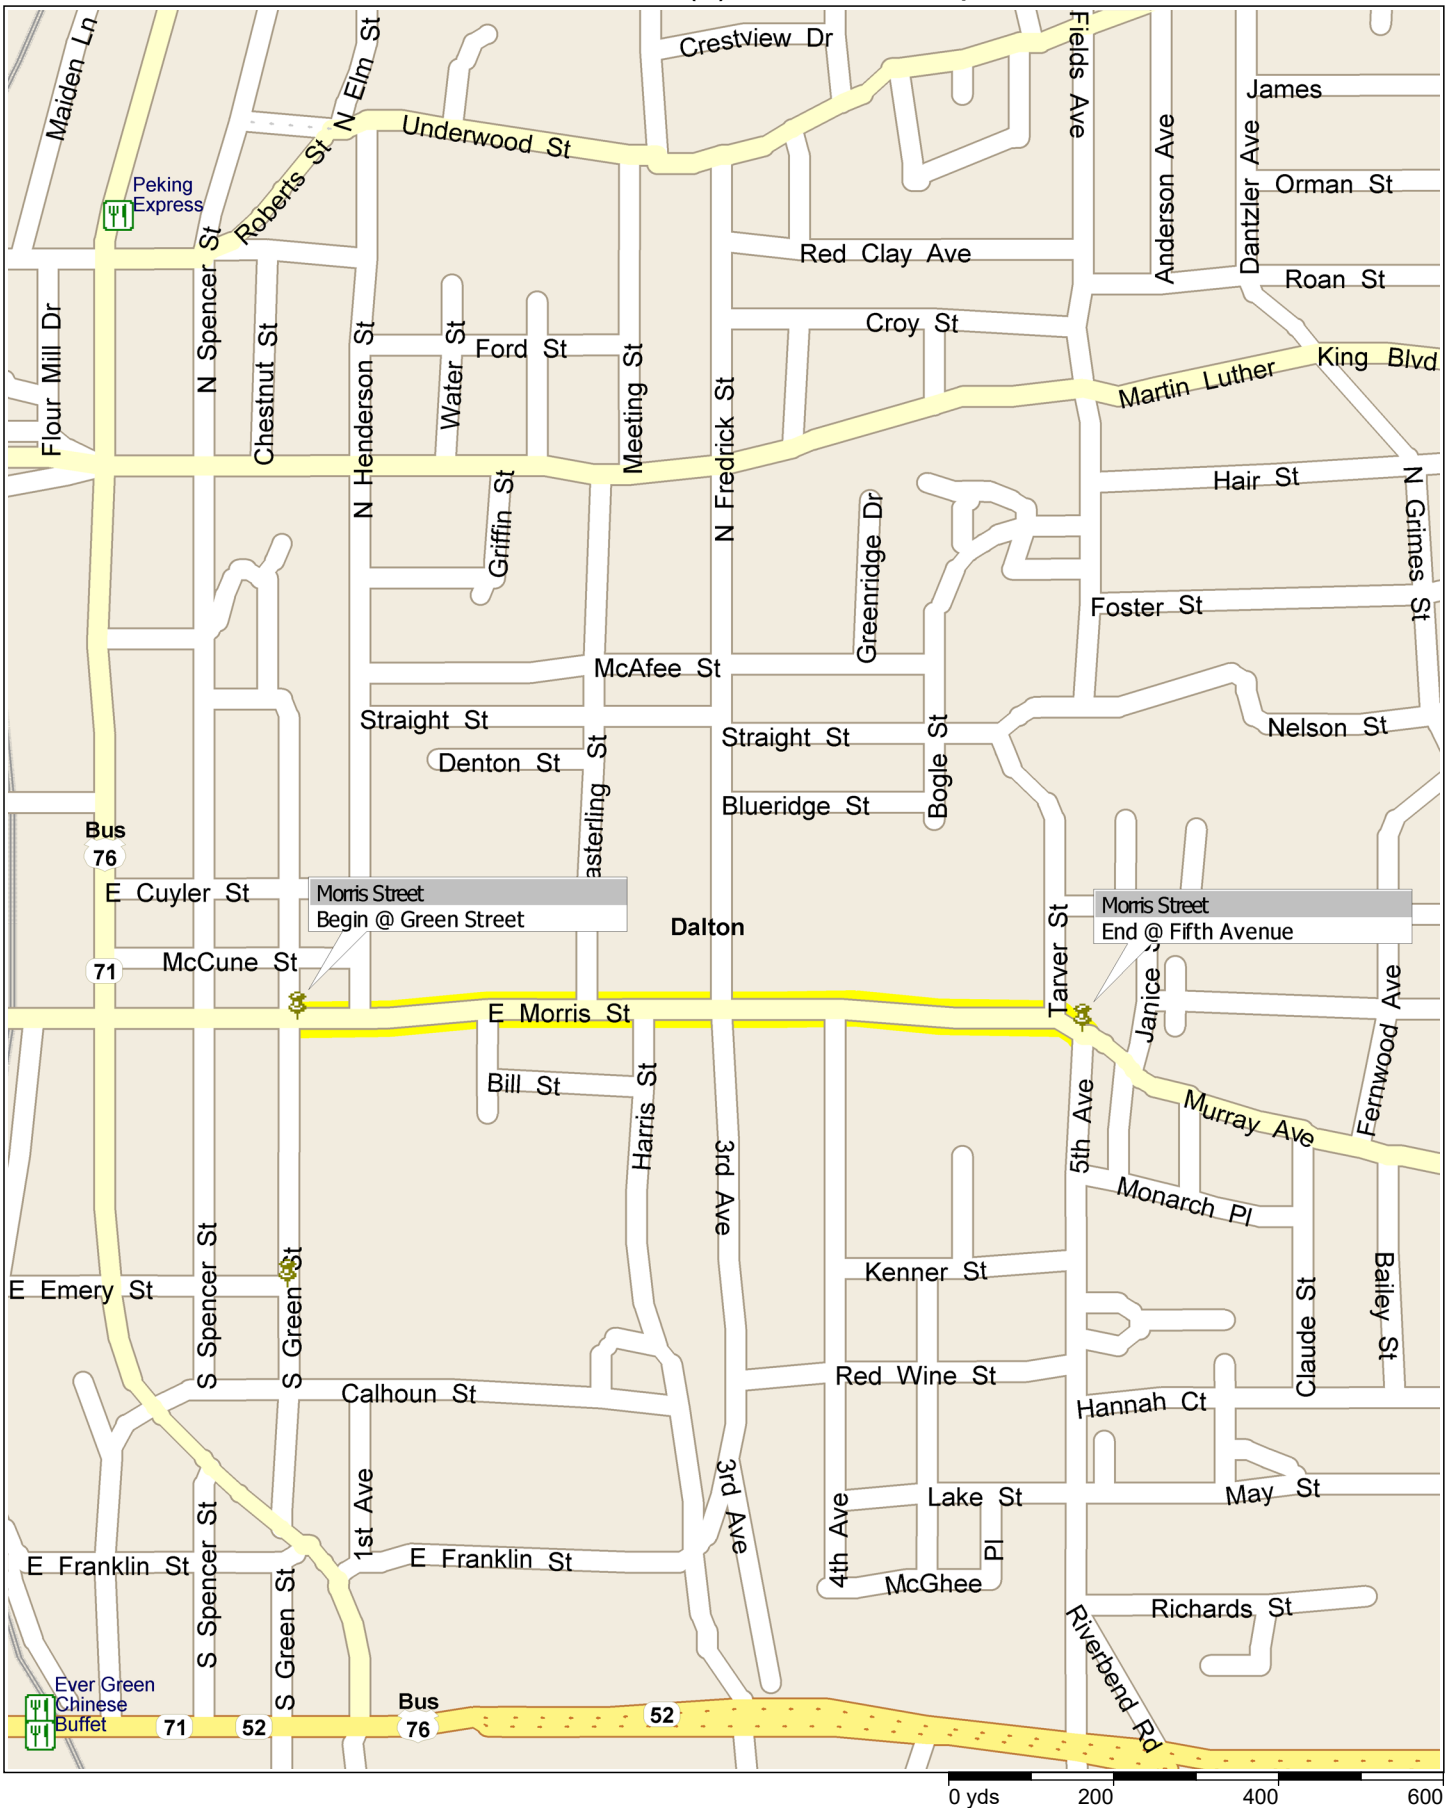 Crestview Dr
Maiden Ln
N Elm St
Fields Ave
James
Underwood St
Anderson Ave
Dantzler Ave
Peking
Express
Roberts St
Orman St
Red Clay Ave
Roan St
N Spencer St
Flour Mill Dr
Chestnut St
N Henderson St
Water St
Ford St
Meeting St
N Fredrick St
Croy St
Martin Luther King Blvd
Griffin St
Greenridge Dr
Hair St
N Grimes St
Foster St
McAfee St
Straight St
Straight St
Nelson St
Denton St
Bogle St
Blueridge St
asterling St
Bus
76
E Cuyler St
Morris Street
Begin @ Green Street
Dalton
Morris Street
End @ Fifth Avenue
71
McCune St
Tarver St
Janice
Fernwood Ave
E Morris St
Bill St
Harris St
3rd Ave
5th Ave
Murray Ave
Monarch Pl
E Emery St
S Spencer St
S Green St
Kenner St
Claude St
Bailey St
Calhoun St
Red Wine St
Hannah Ct
1st Ave
3rd Ave
4th Ave
Lake St
May St
E Franklin St
E Franklin St
S Spencer St
S Green St
McGhee Pl
Richards St
Riverbend Rd
Ever Green
Chinese
Buffet
71
52
Bus
76
52
0 yds 200 400 600